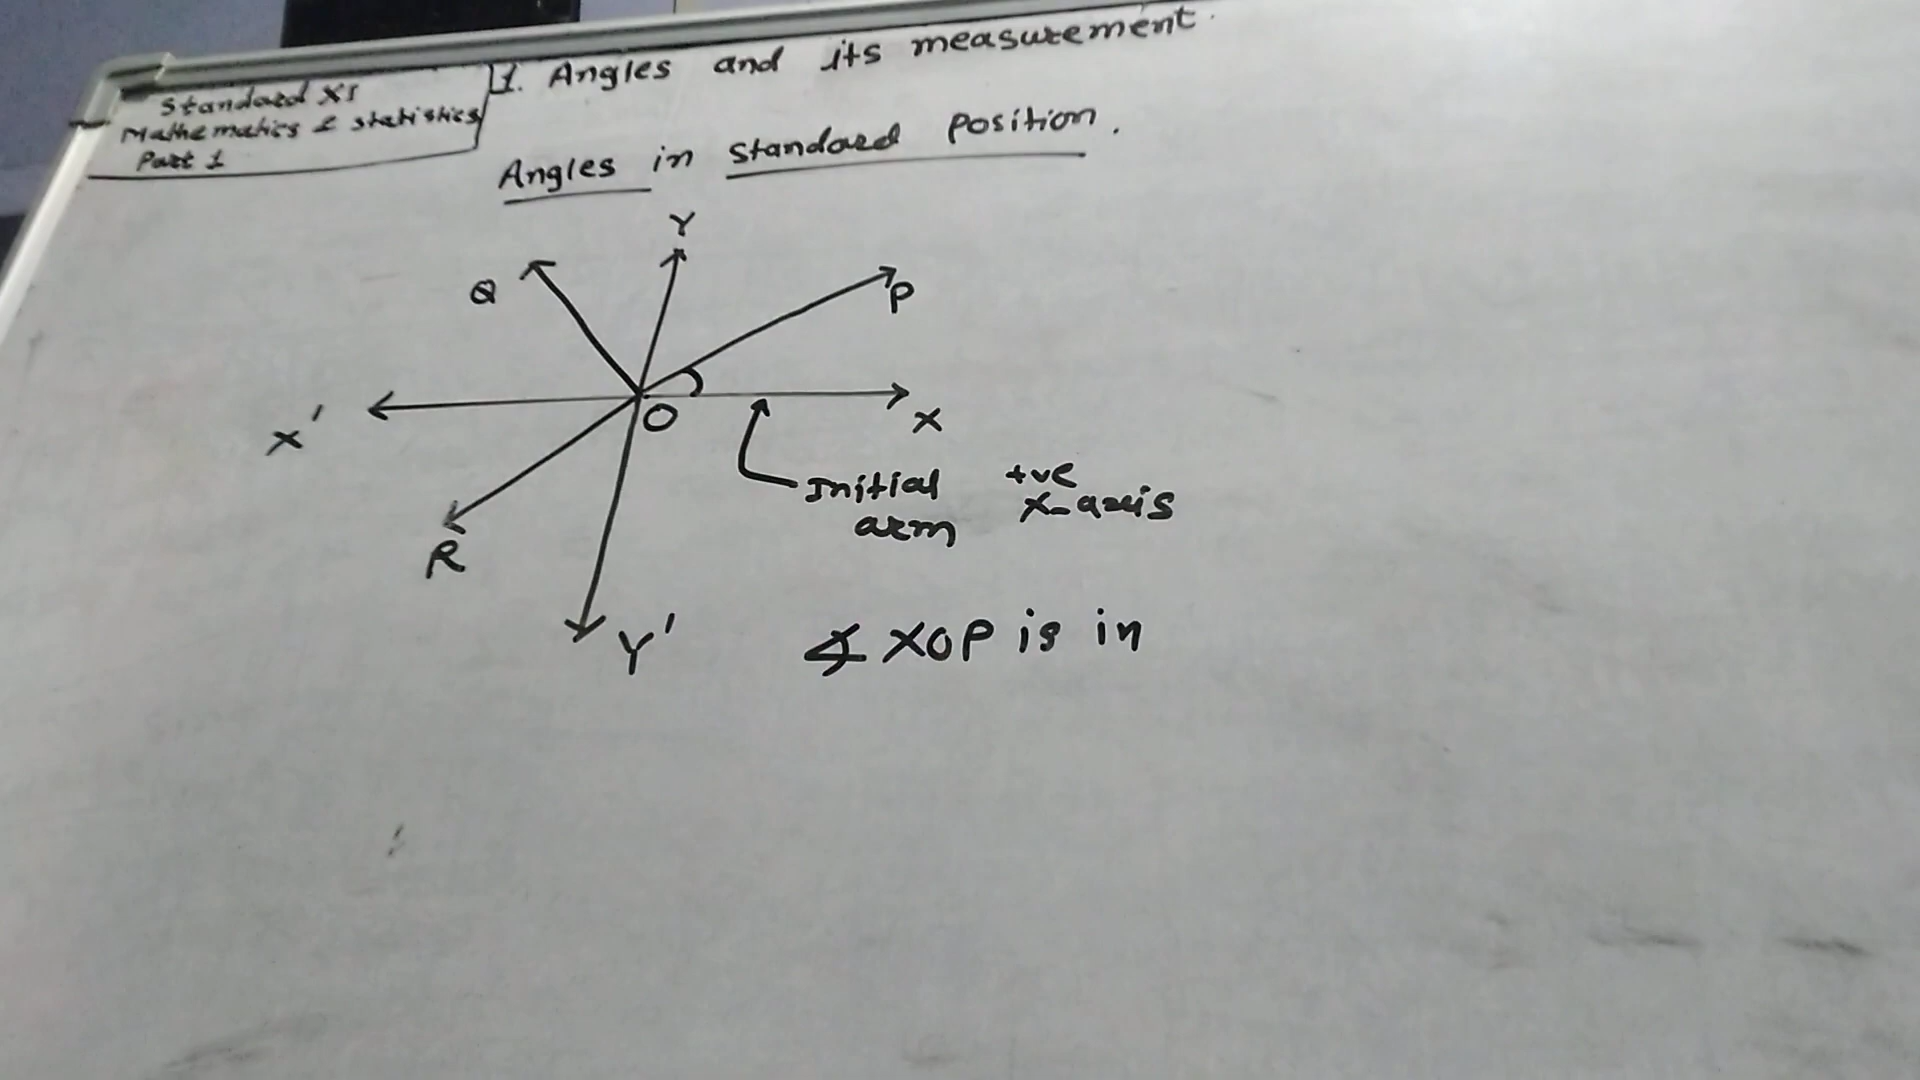 Standard XI
Mathematics & statistics
Part 1
1. Angles and its measurement.
Angles in standard position.
Y
Q
P
X'
O
X
Initial
arm
+ve
X-axis
R
Y'
∡ XOP is in